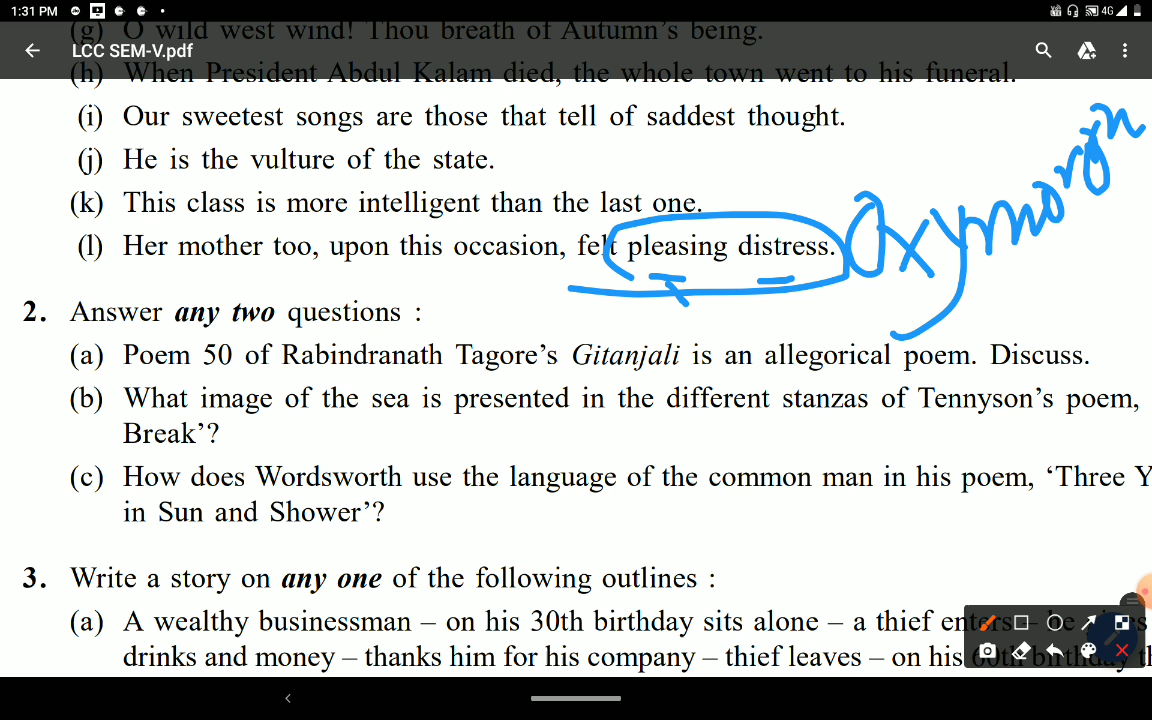 1:31 PM 4G
(g) O wild west wind! Thou breath of Autumn's being.
LCC SEM-V.pdf
(h) When President Abdul Kalam died, the whole town went to his funeral.
(i) Our sweetest songs are those that tell of saddest thought.
(j) He is the vulture of the state.
(k) This class is more intelligent than the last one.
(l) Her mother too, upon this occasion, felt pleasing distress. Oxymoron
2. Answer any two questions :
(a) Poem 50 of Rabindranath Tagore's Gitanjali is an allegorical poem. Discuss.
(b) What image of the sea is presented in the different stanzas of Tennyson's poem,
Break'?
(c) How does Wordsworth use the language of the common man in his poem, 'Three Y
in Sun and Shower'?
3. Write a story on any one of the following outlines :
(a) A wealthy businessman – on his 30th birthday sits alone – a thief enters – he
drinks and money – thanks him for his company – thief leaves – on his 60th birthday